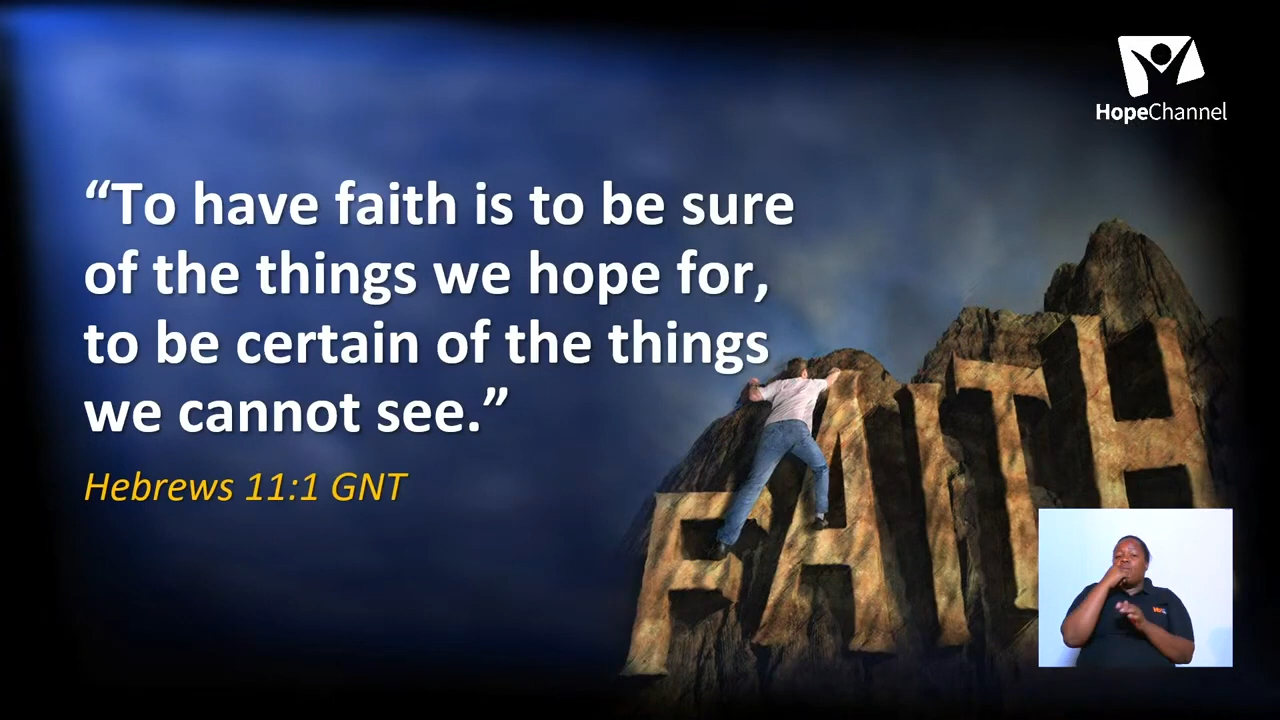 HopeChannel
“To have faith is to be sure
of the things we hope for,
to be certain of the things
we cannot see.”
Hebrews 11:1 GNT
FAITH